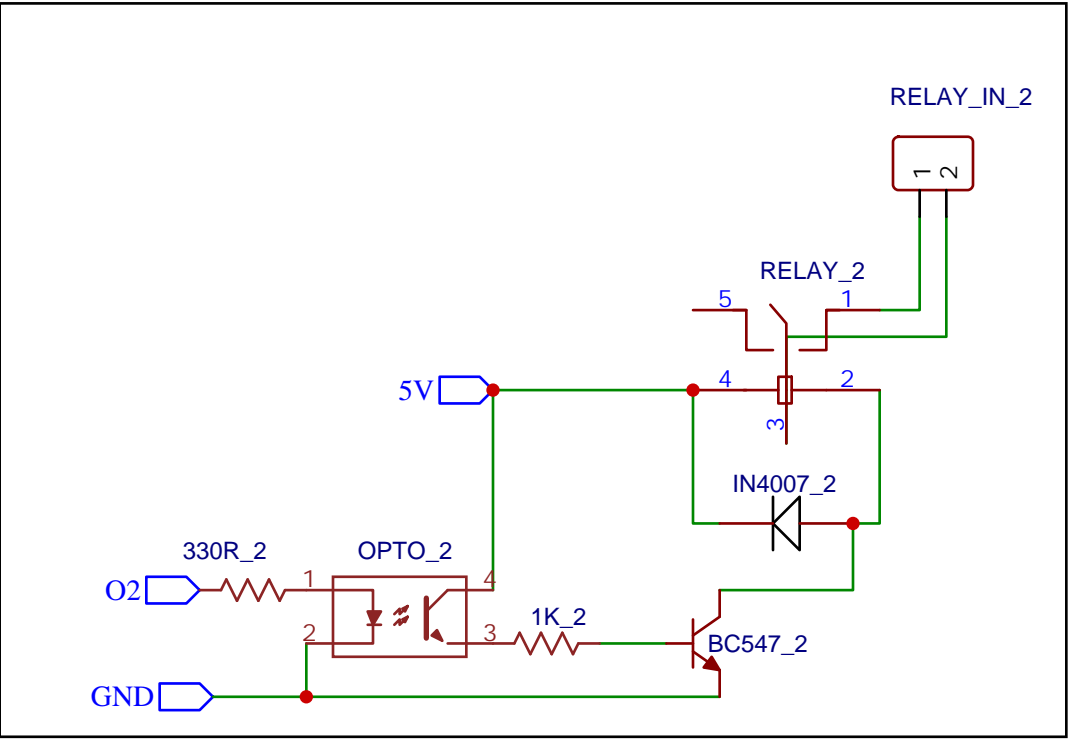 RELAY_IN_2
1
2
RELAY_2
5
1
5V
4
2
3
IN4007_2
330R_2
OPTO_2
O2
1
4
1K_2
2
3
BC547_2
GND